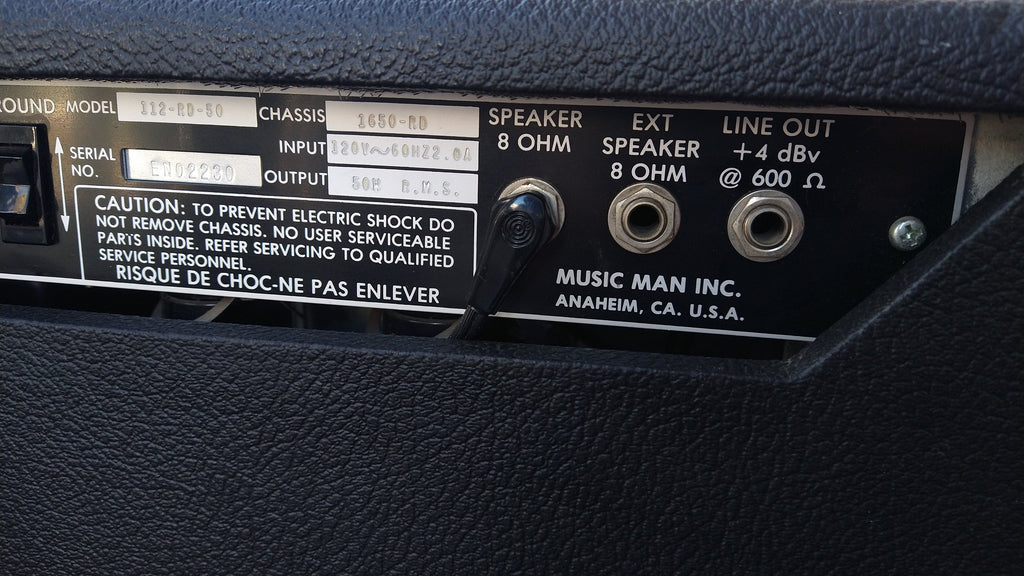 ROUND MODEL 112-RD-50
SERIAL NO. EN02230
CHASSIS 1650-RD
INPUT 120V~60HZ2.0A
OUTPUT 50W R.M.S.
CAUTION: TO PREVENT ELECTRIC SHOCK DO
NOT REMOVE CHASSIS. NO USER SERVICEABLE
PARTS INSIDE. REFER SERVICING TO QUALIFIED
SERVICE PERSONNEL.
RISQUE DE CHOC-NE PAS ENLEVER
SPEAKER
8 OHM
EXT
SPEAKER
8 OHM
LINE OUT
+4 dBv
@ 600 Ω
MUSIC MAN INC.
ANAHEIM, CA. U.S.A.